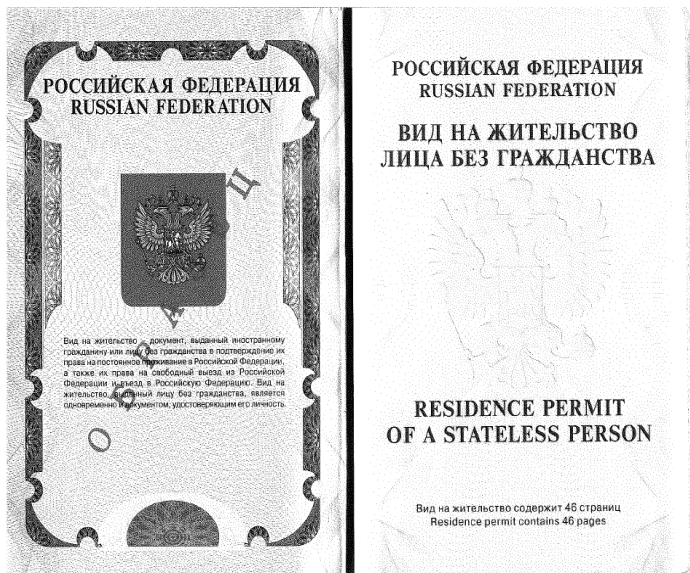 РОССИЙСКАЯ ФЕДЕРАЦИЯ
RUSSIAN FEDERATION
ОБРАЗЕЦ
Вид на жительство - документ, выданный иностранному
гражданину или лицу без гражданства в подтверждение их
права на постоянное проживание в Российской Федерации,
а также их права на свободный выезд из Российской
Федерации и въезд в Российскую Федерацию. Вид на
жительство, выданный лицу без гражданства, является
одновременно и документом, удостоверяющим его личность.
РОССИЙСКАЯ ФЕДЕРАЦИЯ
RUSSIAN FEDERATION
ВИД НА ЖИТЕЛЬСТВО
ЛИЦА БЕЗ ГРАЖДАНСТВА
RESIDENCE PERMIT
OF A STATELESS PERSON
Вид на жительство содержит 46 страниц
Residence permit contains 46 pages